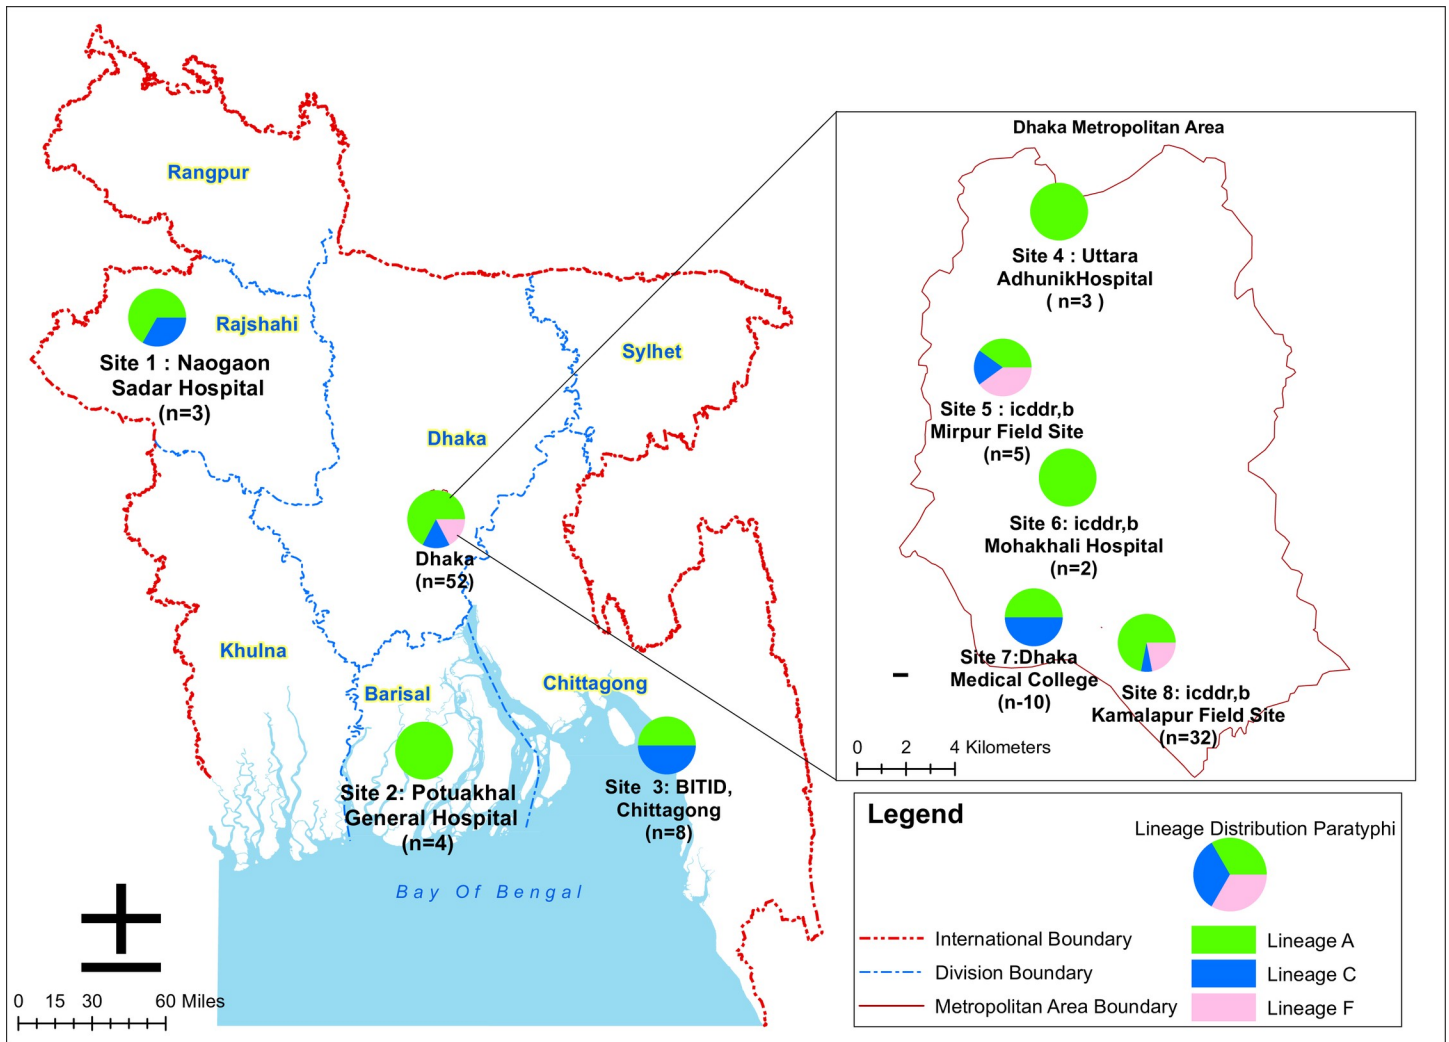 Rangpur
Rajshahi
Site 1 : Naogaon
Sadar Hospital
(n=3)
Sylhet
Dhaka
Dhaka
(n=52)
Khulna
Barisal
Chittagong
Site 2: Potuakhal
General Hospital
(n=4)
Site 3: BITID,
Chittagong
(n=8)
Bay Of Bengal
0 15 30 60 Miles
Dhaka Metropolitan Area
Site 4 : Uttara
AdhunikHospital
( n=3 )
Site 5 : icddr,b
Mirpur Field Site
(n=5)
Site 6: icddr,b
Mohakhali Hospital
(n=2)
Site 7:Dhaka
Medical College
(n-10)
Site 8: icddr,b
Kamalapur Field Site
(n=32)
0 2 4 Kilometers
Legend
Lineage Distribution Paratyphi
International Boundary
Division Boundary
Metropolitan Area Boundary
Lineage A
Lineage C
Lineage F